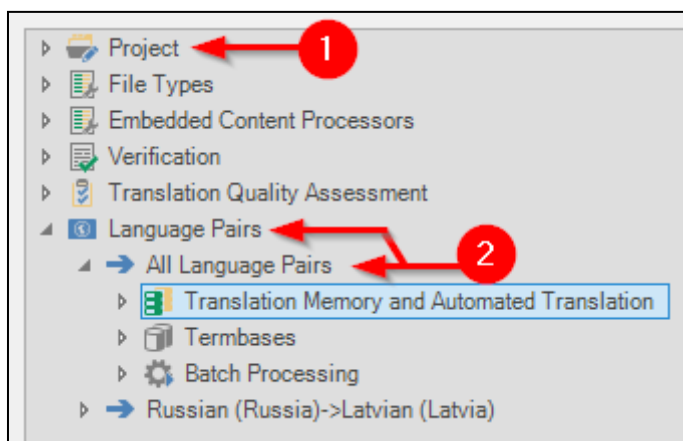 Project 1
File Types
Embedded Content Processors
Verification
Translation Quality Assessment
Language Pairs
2
All Language Pairs
Translation Memory and Automated Translation
Termbases
Batch Processing
Russian (Russia)->Latvian (Latvia)